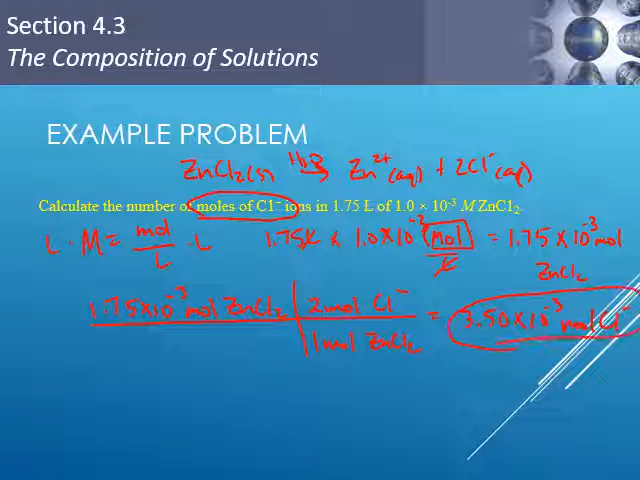 Section 4.3
The Composition of Solutions
EXAMPLE PROBLEM
ZnCl₂(s) H₂O→ Zn²⁺(aq) + 2Cl⁻(aq)
Calculate the number of moles of C1⁻ ions in 1.75 L of 1.0 × 10⁻³ M ZnC1₂.
L · M = mol/L · L 1.75L × 1.0×10⁻³ (mol/L) = 1.75×10⁻³ mol
ZnCl₂
1.75×10⁻³ mol ZnCl₂ | 2 mol Cl⁻ = 3.50×10⁻³ mol Cl⁻
1 mol ZnCl₂